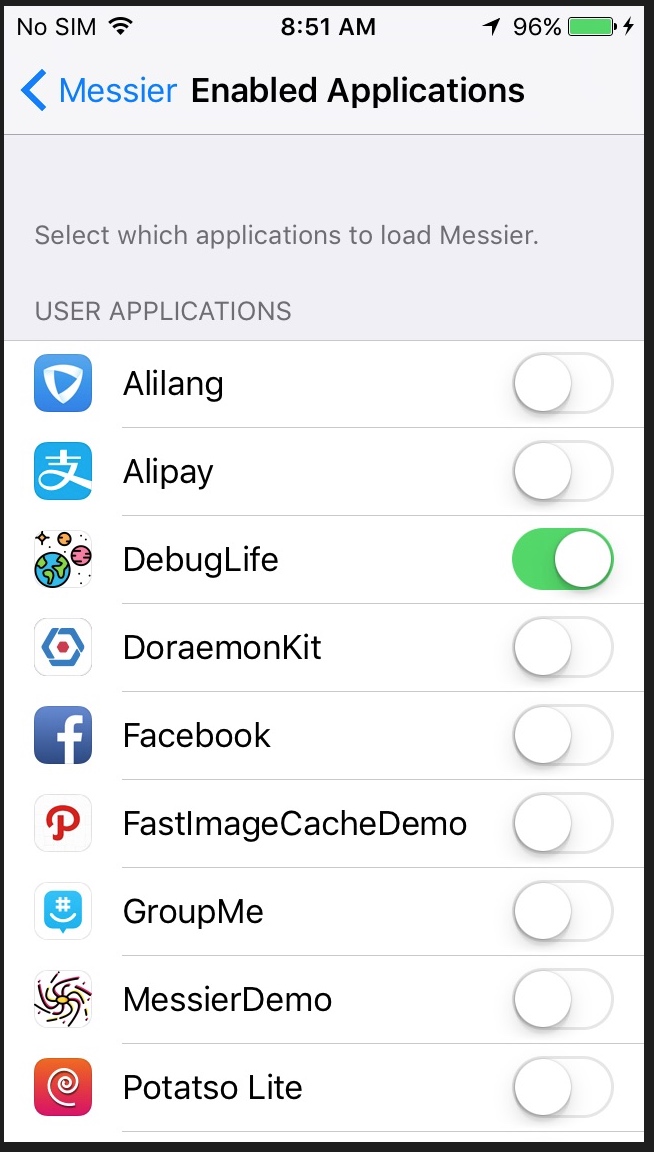 No SIM 8:51 AM 96%
Messier Enabled Applications
Select which applications to load Messier.
USER APPLICATIONS
Alilang
支 Alipay
DebugLife
DoraemonKit
f Facebook
FastImageCacheDemo
# GroupMe
MessierDemo
Potatso Lite